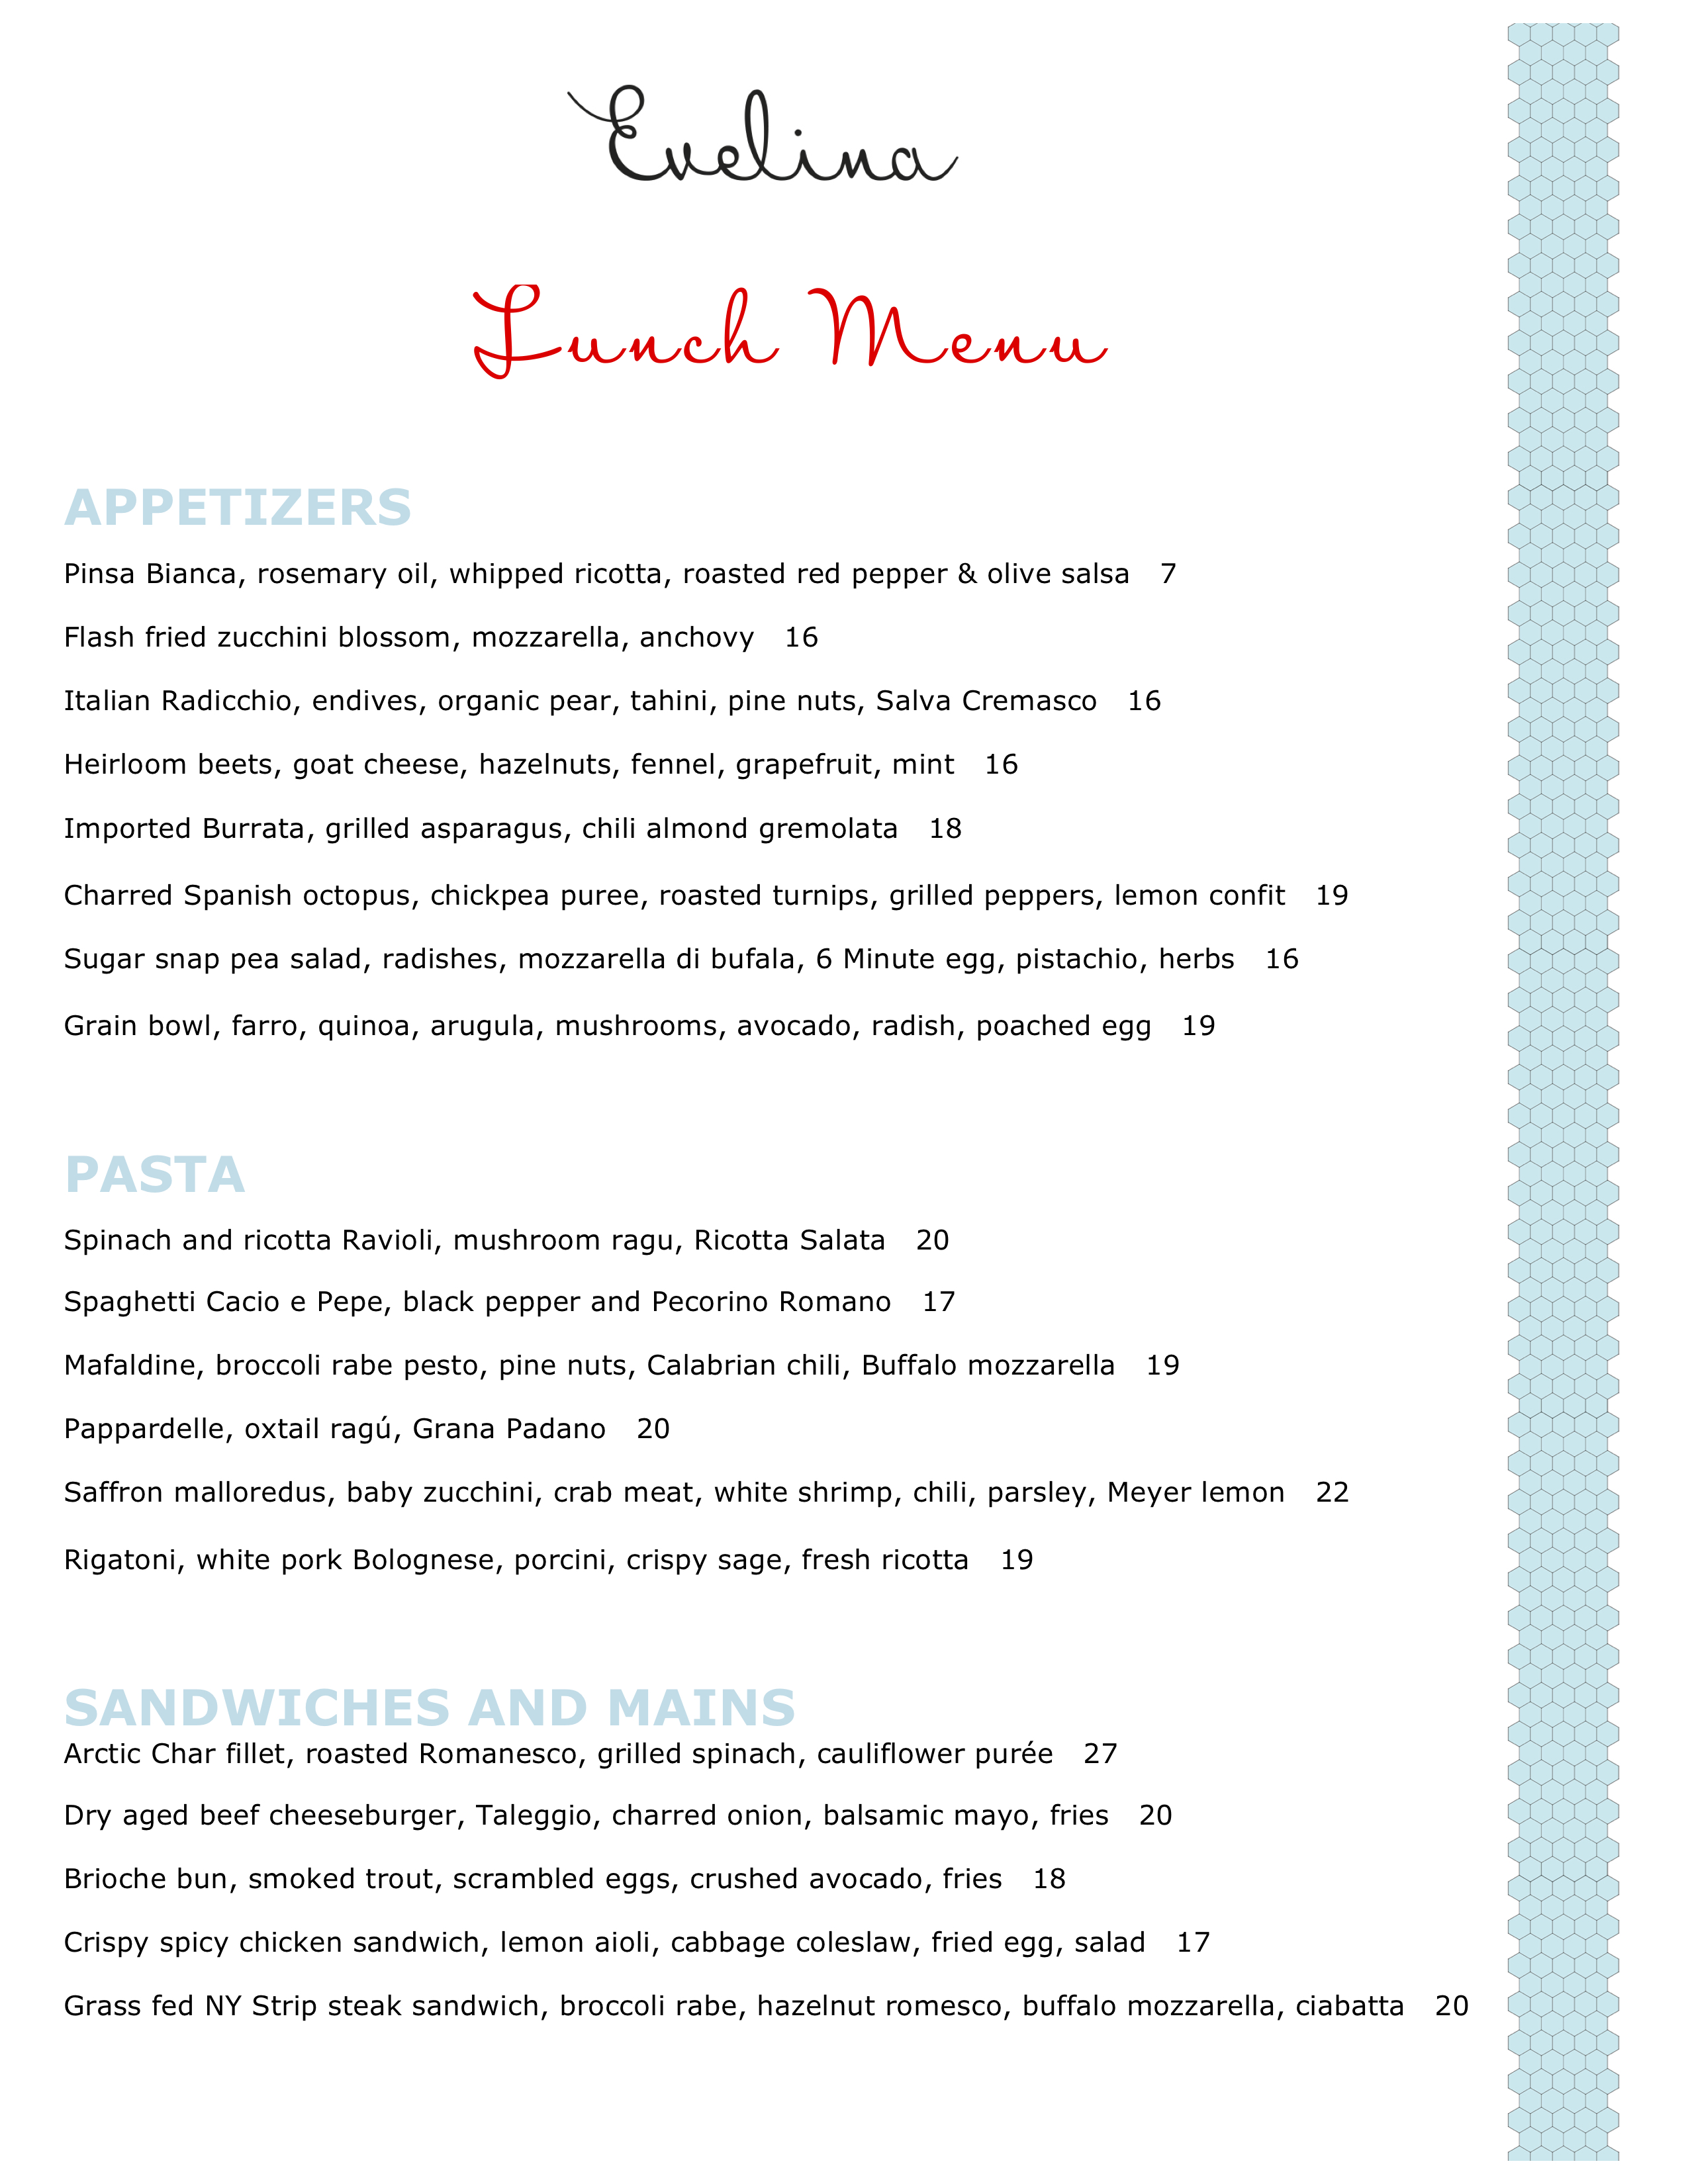 Evelina
Lunch Menu
APPETIZERS
Pinsa Bianca, rosemary oil, whipped ricotta, roasted red pepper & olive salsa 7
Flash fried zucchini blossom, mozzarella, anchovy 16
Italian Radicchio, endives, organic pear, tahini, pine nuts, Salva Cremasco 16
Heirloom beets, goat cheese, hazelnuts, fennel, grapefruit, mint 16
Imported Burrata, grilled asparagus, chili almond gremolata 18
Charred Spanish octopus, chickpea puree, roasted turnips, grilled peppers, lemon confit 19
Sugar snap pea salad, radishes, mozzarella di bufala, 6 Minute egg, pistachio, herbs 16
Grain bowl, farro, quinoa, arugula, mushrooms, avocado, radish, poached egg 19
PASTA
Spinach and ricotta Ravioli, mushroom ragu, Ricotta Salata 20
Spaghetti Cacio e Pepe, black pepper and Pecorino Romano 17
Mafaldine, broccoli rabe pesto, pine nuts, Calabrian chili, Buffalo mozzarella 19
Pappardelle, oxtail ragú, Grana Padano 20
Saffron malloredus, baby zucchini, crab meat, white shrimp, chili, parsley, Meyer lemon 22
Rigatoni, white pork Bolognese, porcini, crispy sage, fresh ricotta 19
SANDWICHES AND MAINS
Arctic Char fillet, roasted Romanesco, grilled spinach, cauliflower purée 27
Dry aged beef cheeseburger, Taleggio, charred onion, balsamic mayo, fries 20
Brioche bun, smoked trout, scrambled eggs, crushed avocado, fries 18
Crispy spicy chicken sandwich, lemon aioli, cabbage coleslaw, fried egg, salad 17
Grass fed NY Strip steak sandwich, broccoli rabe, hazelnut romesco, buffalo mozzarella, ciabatta 20